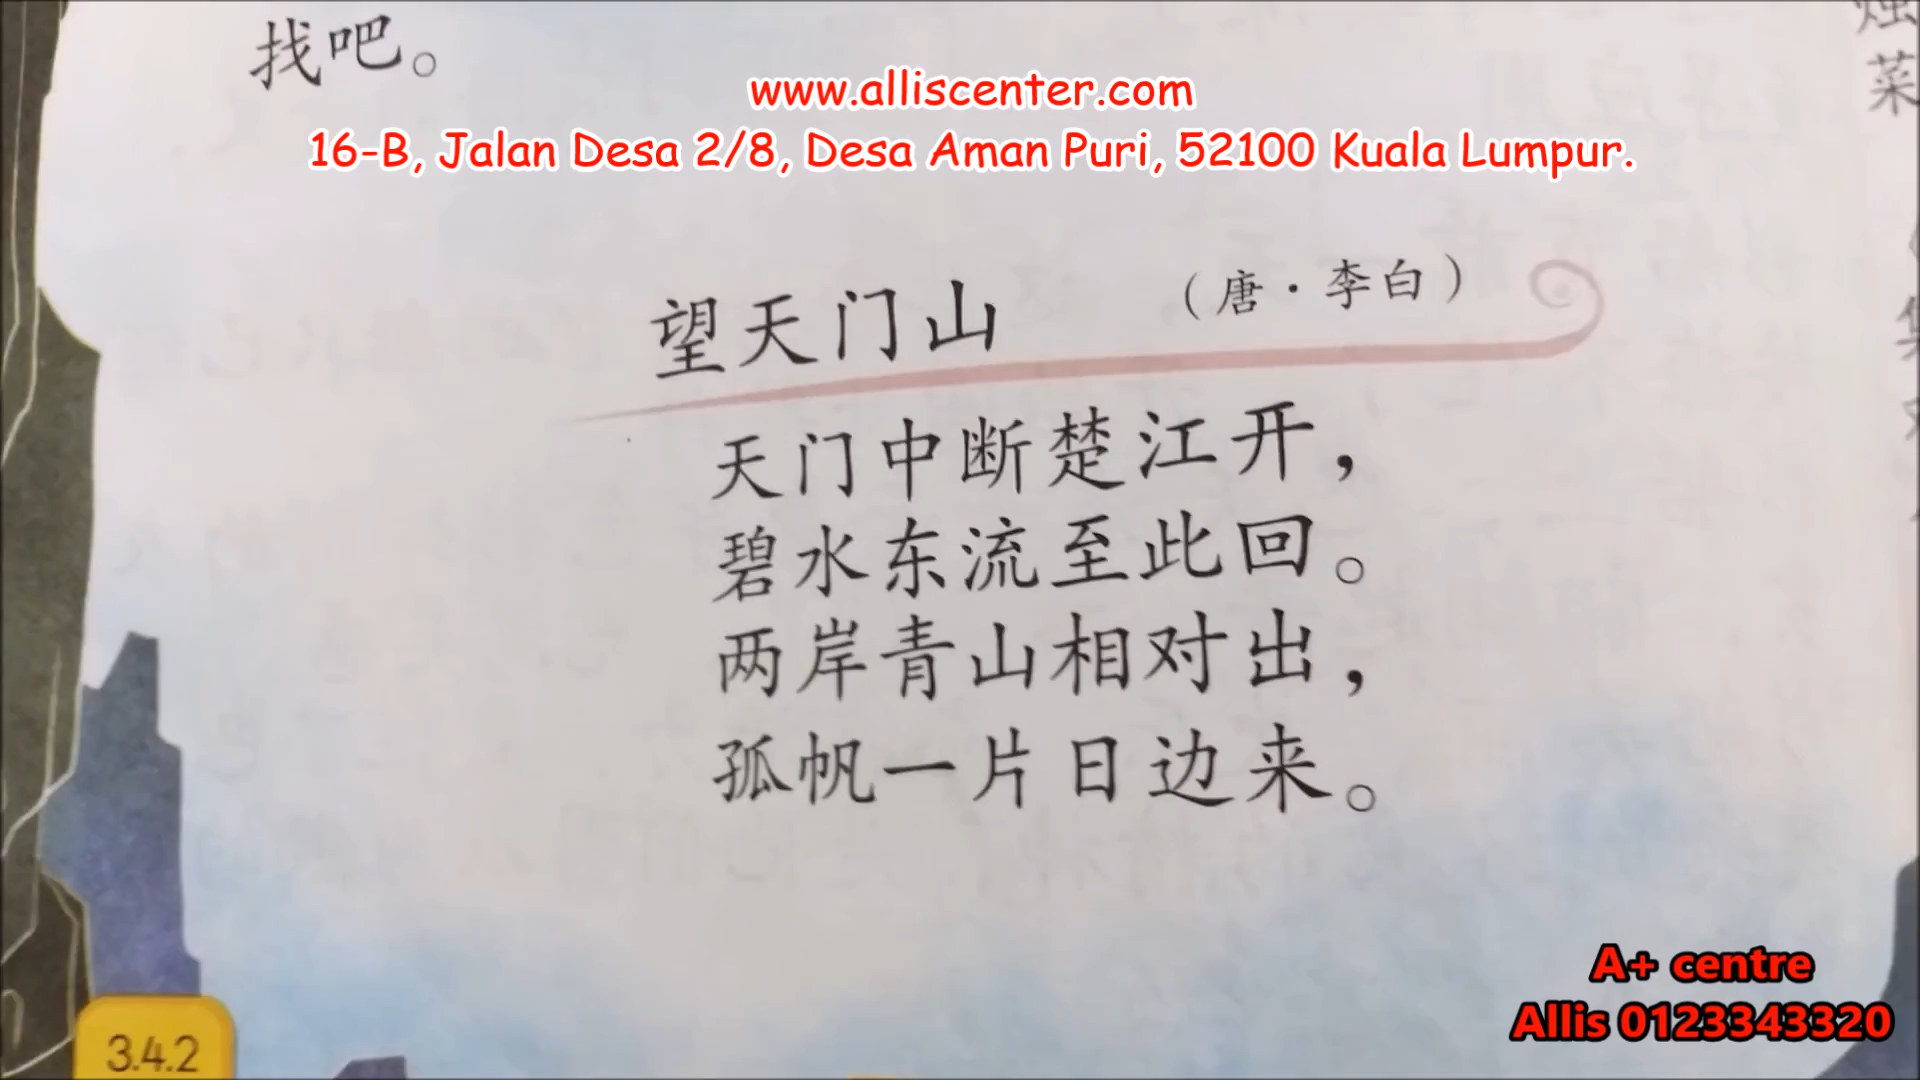 找吧。
www.alliscenter.com
16-B, Jalan Desa 2/8, Desa Aman Puri, 52100 Kuala Lumpur.
望天门山 （唐·李白）
天门中断楚江开，
碧水东流至此回。
两岸青山相对出，
孤帆一片日边来。
菜
A+ centre
Allis 0123343320
3.4.2